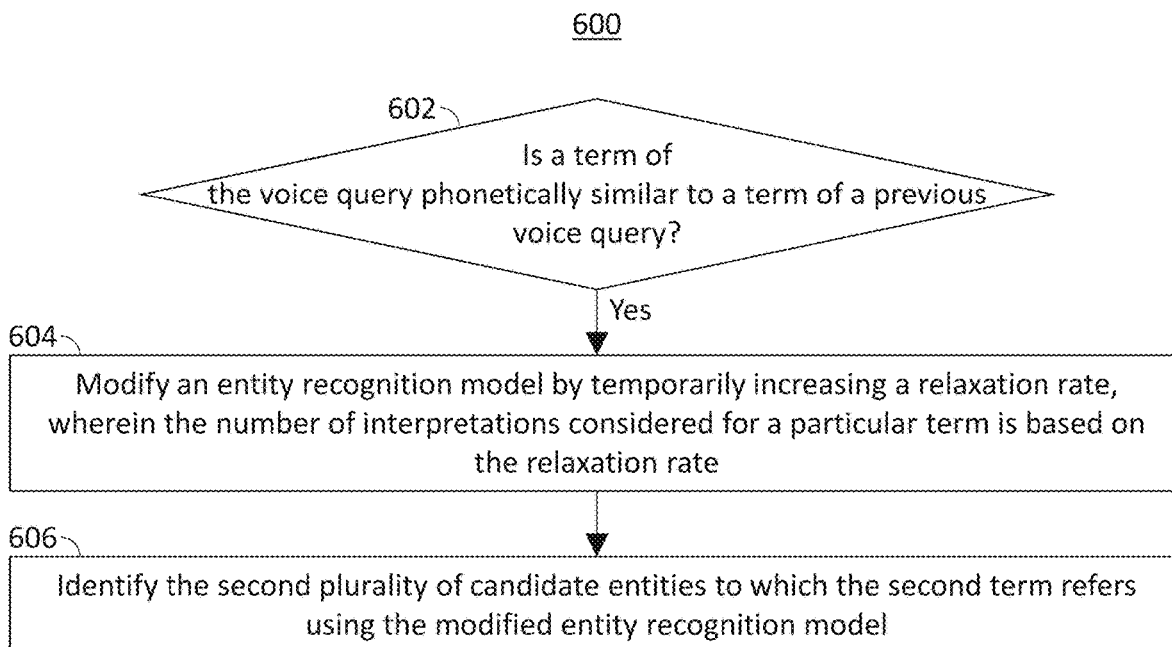 600
602
Is a term of
the voice query phonetically similar to a term of a previous
voice query?
Yes
604
Modify an entity recognition model by temporarily increasing a relaxation rate,
wherein the number of interpretations considered for a particular term is based on
the relaxation rate
606
Identify the second plurality of candidate entities to which the second term refers
using the modified entity recognition model